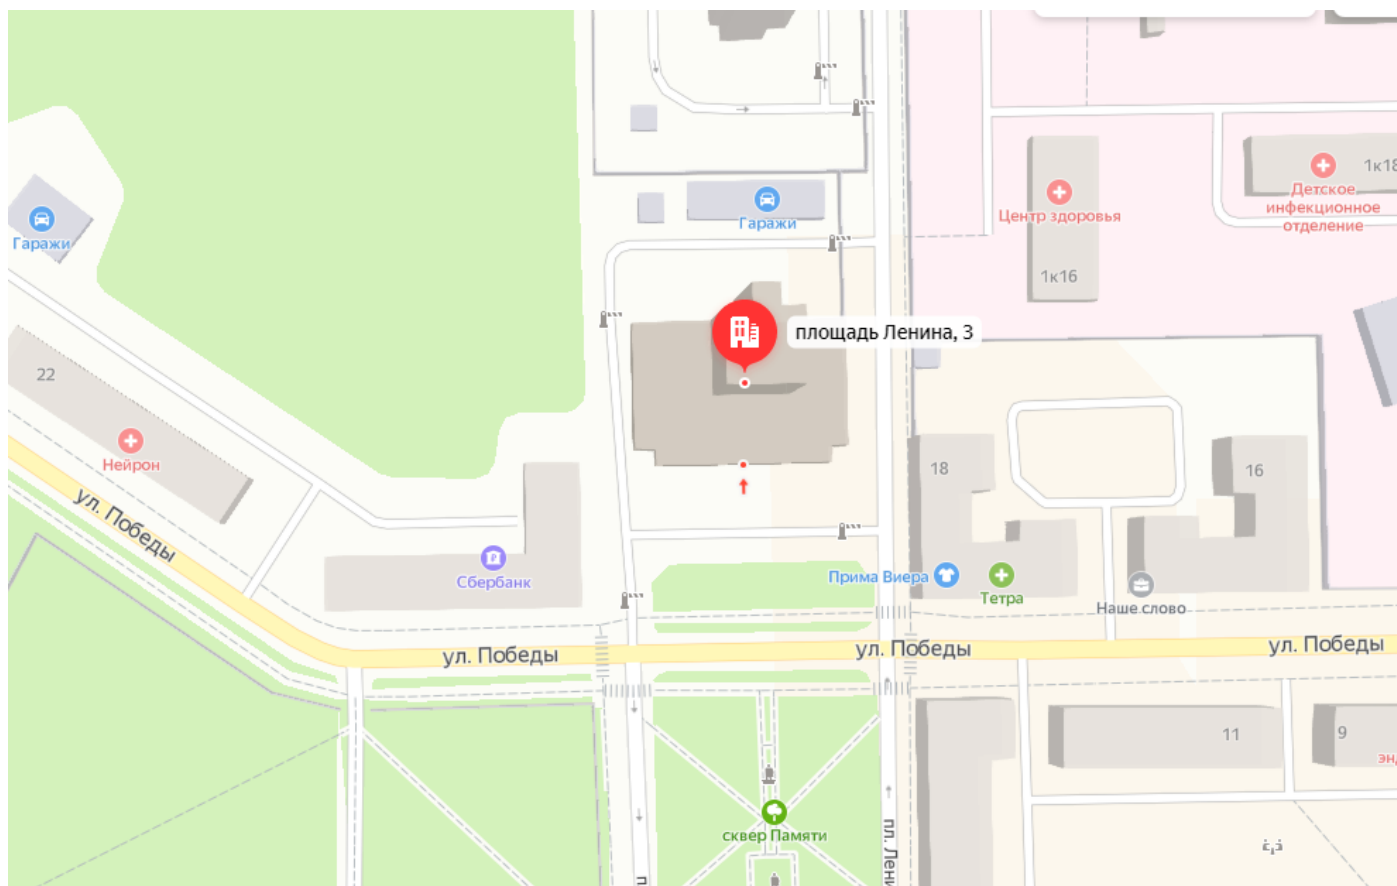 1к18
Детское
инфекционное
отделение
Центр здоровья
1к16
Гаражи
Гаражи
площадь Ленина, 3
22
Нейрон
ул. Победы
18
16
Сбербанк
Прима Виера
Тетра
Наше слово
ул. Победы
ул. Победы
ул. Победы
11
9
сквер Памяти